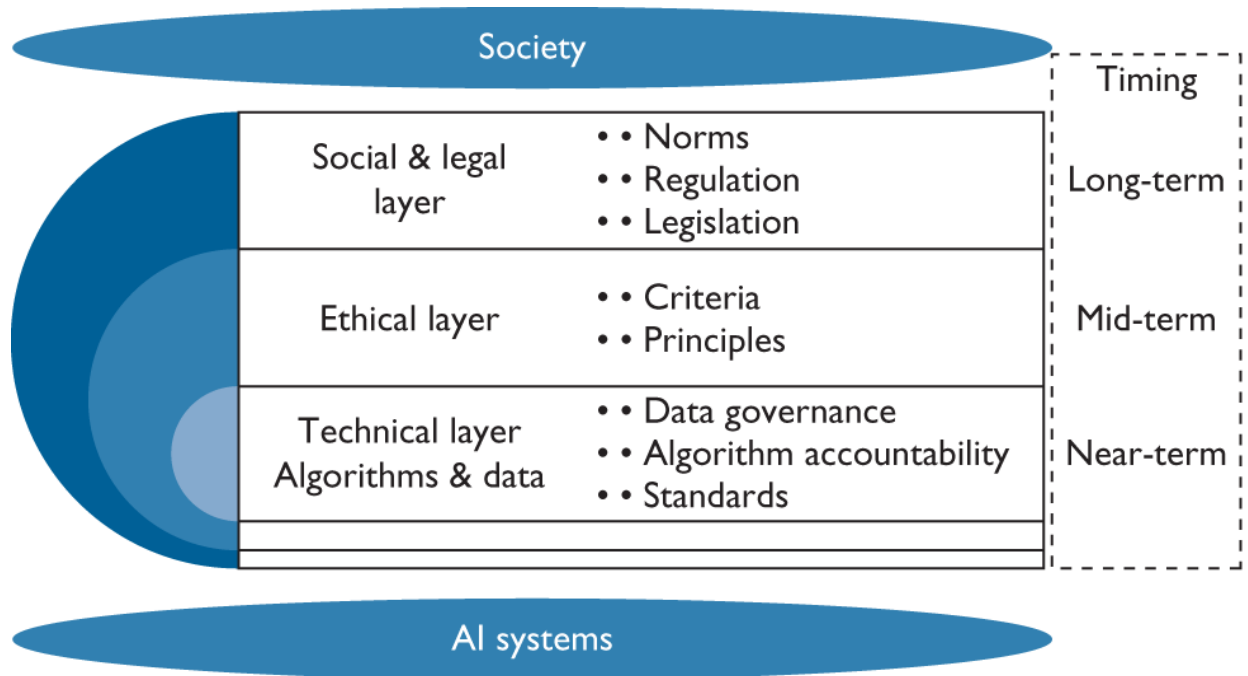 Society
Timing
Social & legal
layer
• • Norms
• • Regulation
• • Legislation
Long-term
Ethical layer
• • Criteria
• • Principles
Mid-term
Technical layer
Algorithms & data
• • Data governance
• • Algorithm accountability
• • Standards
Near-term
AI systems